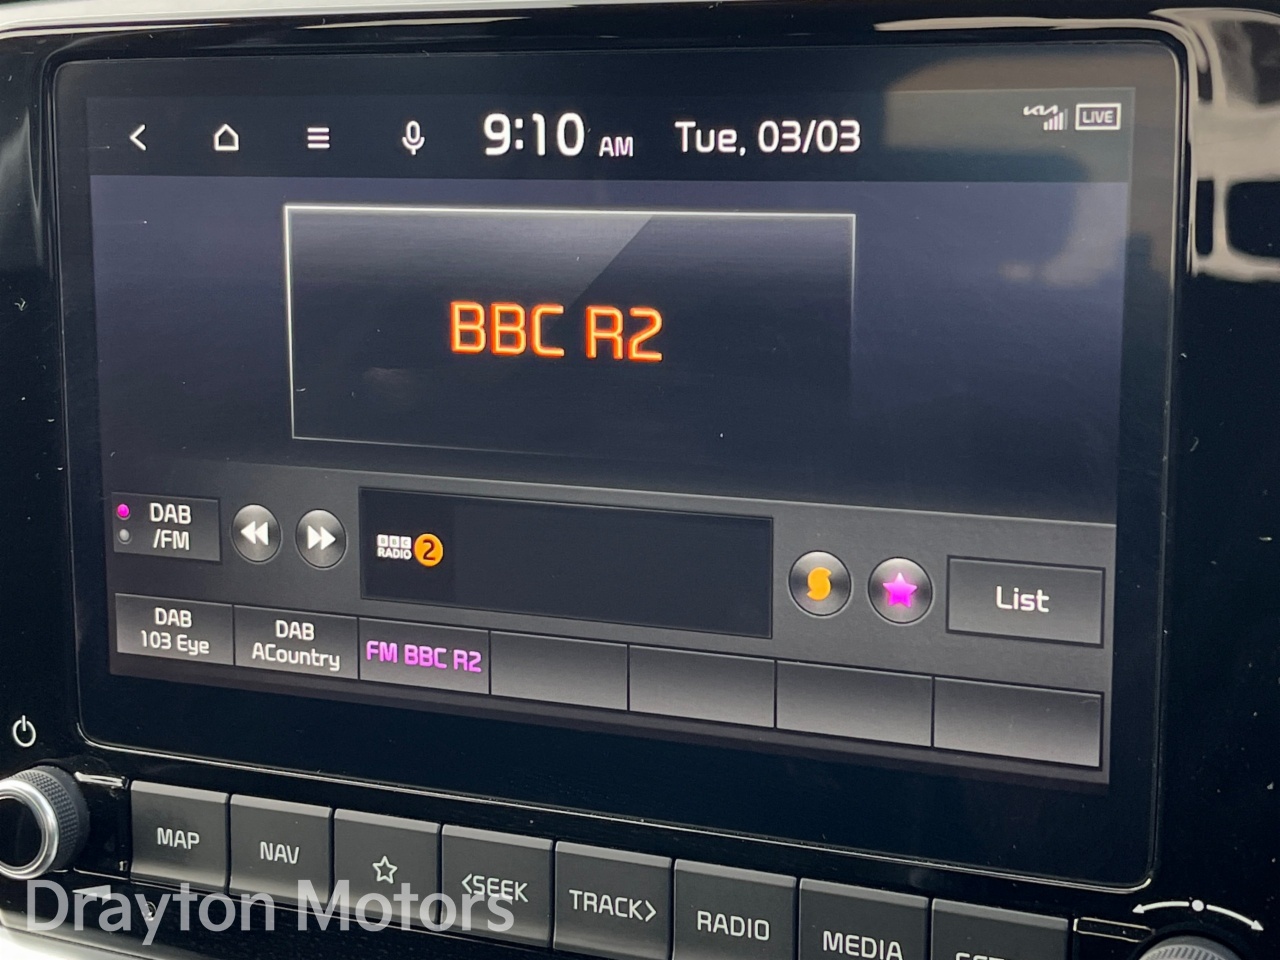 9:10 AM Tue, 03/03 LIVE
BBC R2
DAB
/FM
BBC
RADIO 2
List
DAB
103 Eye
DAB
ACountry
FM BBC R2
MAP
NAV
<SEEK
TRACK>
RADIO
MEDIA
Drayton Motors